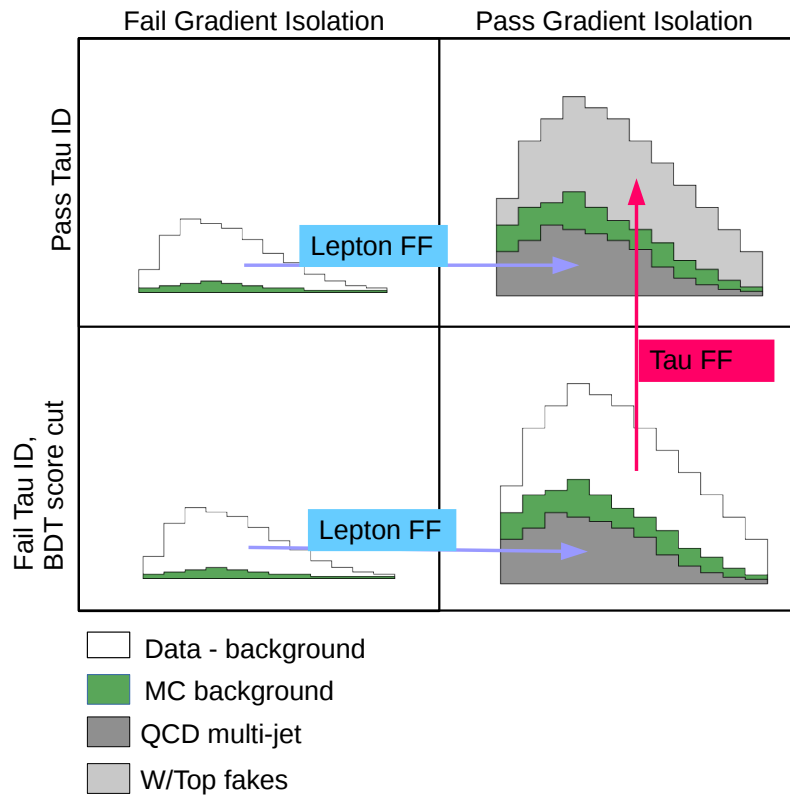 Fail Gradient Isolation
Pass Gradient Isolation
Pass Tau ID
Lepton FF
Tau FF
Fail Tau ID,
BDT score cut
Lepton FF
Data - background
MC background
QCD multi-jet
W/Top fakes